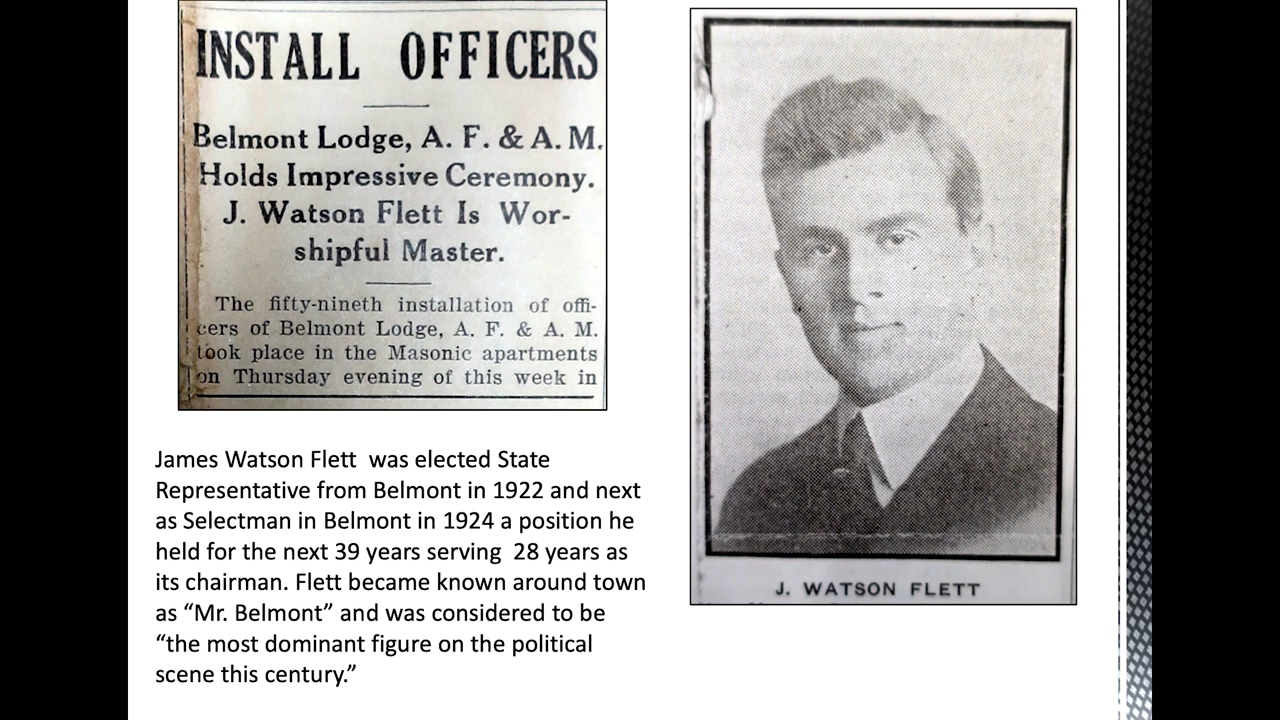 INSTALL OFFICERS
Belmont Lodge, A. F. & A. M.
Holds Impressive Ceremony.
J. Watson Flett Is Wor-
shipful Master.
The fifty-nineth installation of offi-
cers of Belmont Lodge, A. F. & A. M.
took place in the Masonic apartments
on Thursday evening of this week in
James Watson Flett  was elected State
Representative from Belmont in 1922 and next
as Selectman in Belmont in 1924 a position he
held for the next 39 years serving  28 years as
its chairman. Flett became known around town
as “Mr. Belmont” and was considered to be
“the most dominant figure on the political
scene this century.”
J. WATSON FLETT